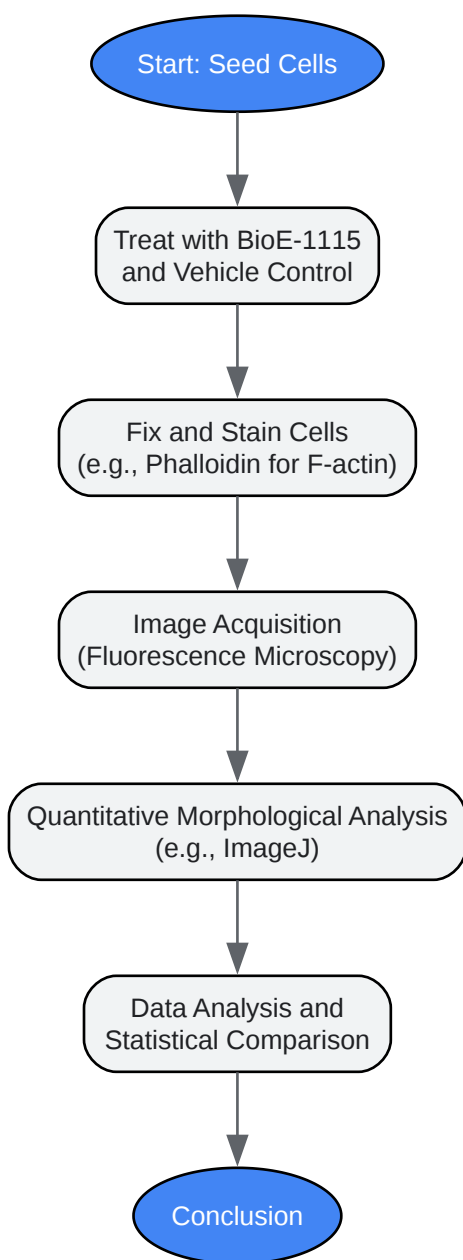 Start: Seed Cells
Treat with BioE-1115
and Vehicle Control
Fix and Stain Cells
(e.g., Phalloidin for F-actin)
Image Acquisition
(Fluorescence Microscopy)
Quantitative Morphological Analysis
(e.g., ImageJ)
Data Analysis and
Statistical Comparison
Conclusion